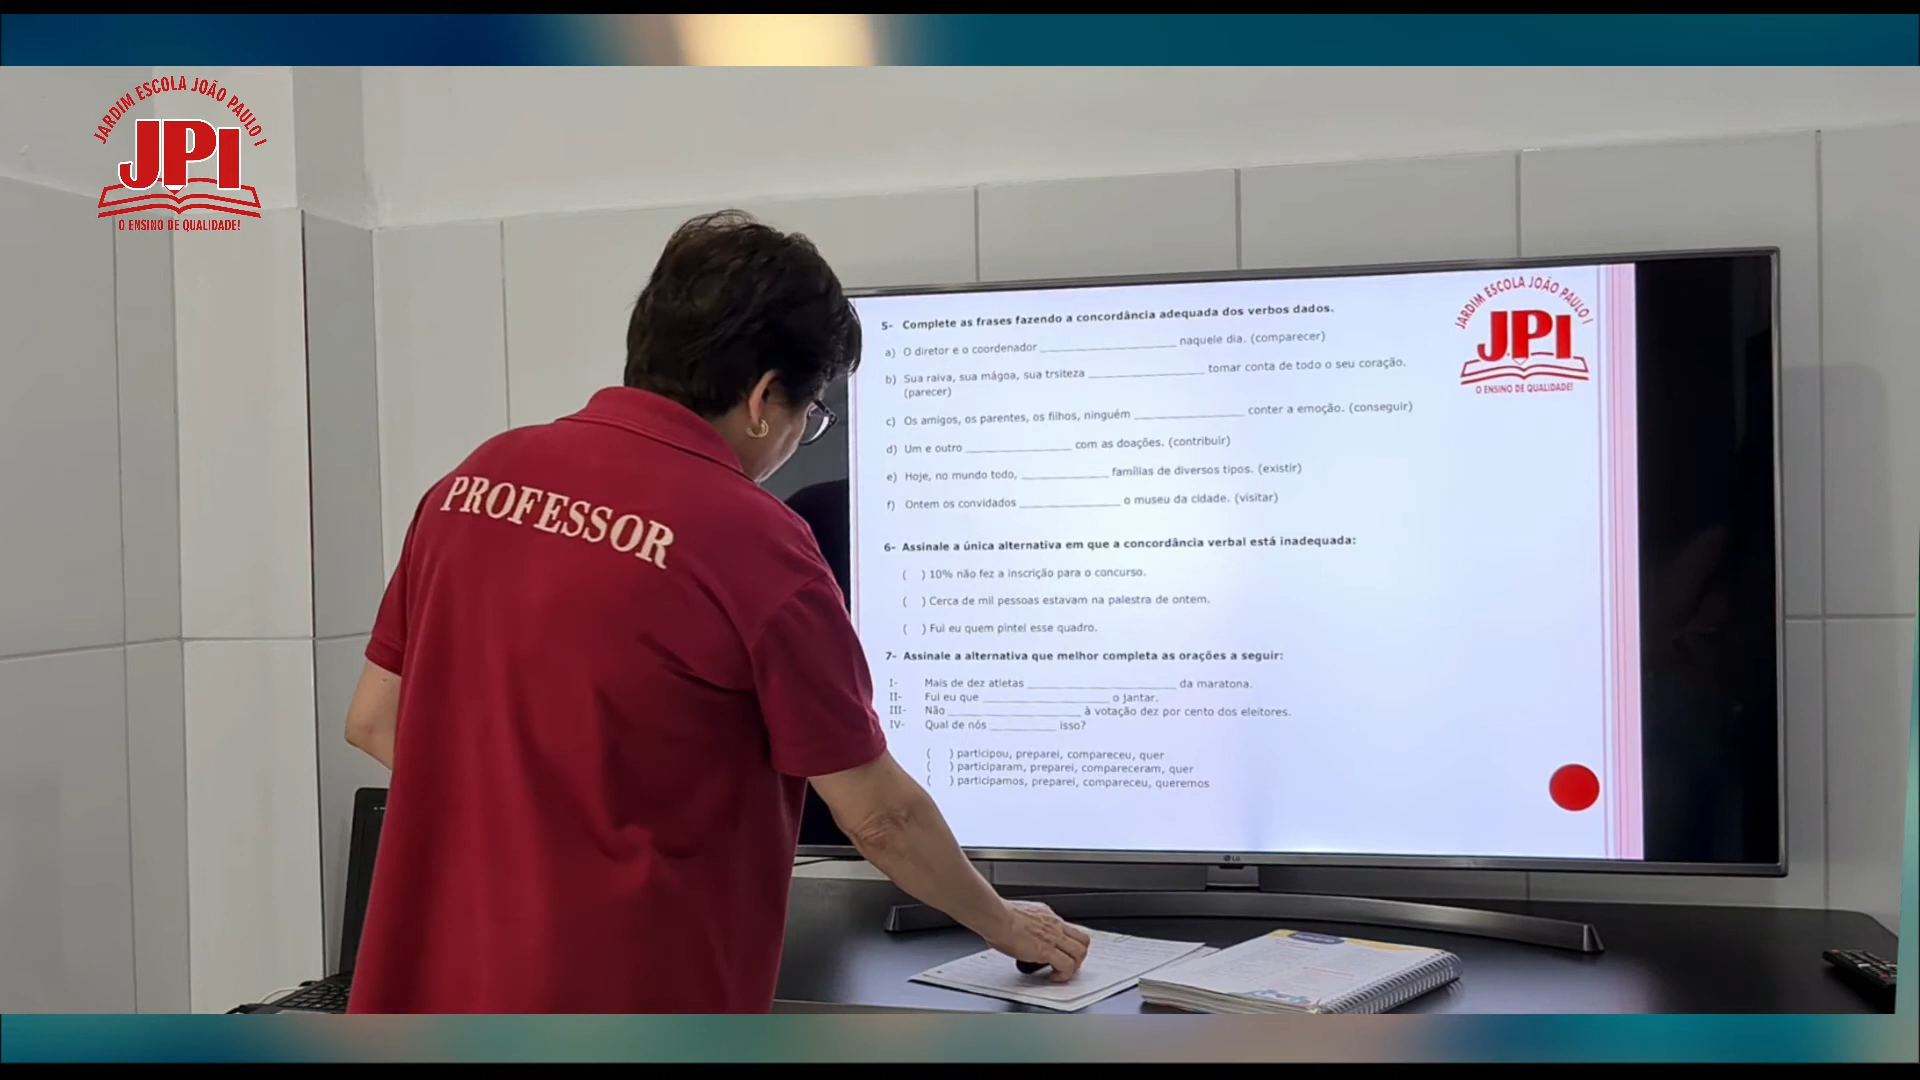 JARDIM ESCOLA JOÃO PAULO I
JPI
O ENSINO DE QUALIDADE!
PROFESSOR
JARDIM ESCOLA JOÃO PAULO I
JPI
O ENSINO DE QUALIDADE!
5- Complete as frases fazendo a concordância adequada dos verbos dados.
a) O diretor e o coordenador ____________________ naquele dia. (comparecer)
b) Sua raiva, sua mágoa, sua trsiteza _________________ tomar conta de todo o seu coração.
(parecer)
c) Os amigos, os parentes, os filhos, ninguém ________________ conter a emoção. (conseguir)
d) Um e outro ________________ com as doações. (contribuir)
e) Hoje, no mundo todo, _____________ famílias de diversos tipos. (existir)
f) Ontem os convidados _______________ o museu da cidade. (visitar)
6- Assinale a única alternativa em que a concordância verbal está inadequada:
( ) 10% não fez a inscrição para o concurso.
( ) Cerca de mil pessoas estavam na palestra de ontem.
( ) Fui eu quem pintei esse quadro.
7- Assinale a alternativa que melhor completa as orações a seguir:
I- Mais de dez atletas ______________________ da maratona.
II- Fui eu que ___________________ o jantar.
III- Não ____________________ à votação dez por cento dos eleitores.
IV- Qual de nós __________ isso?
( ) participou, preparei, compareceu, quer
( ) participaram, preparei, compareceram, quer
( ) participamos, preparei, compareceu, queremos
LG